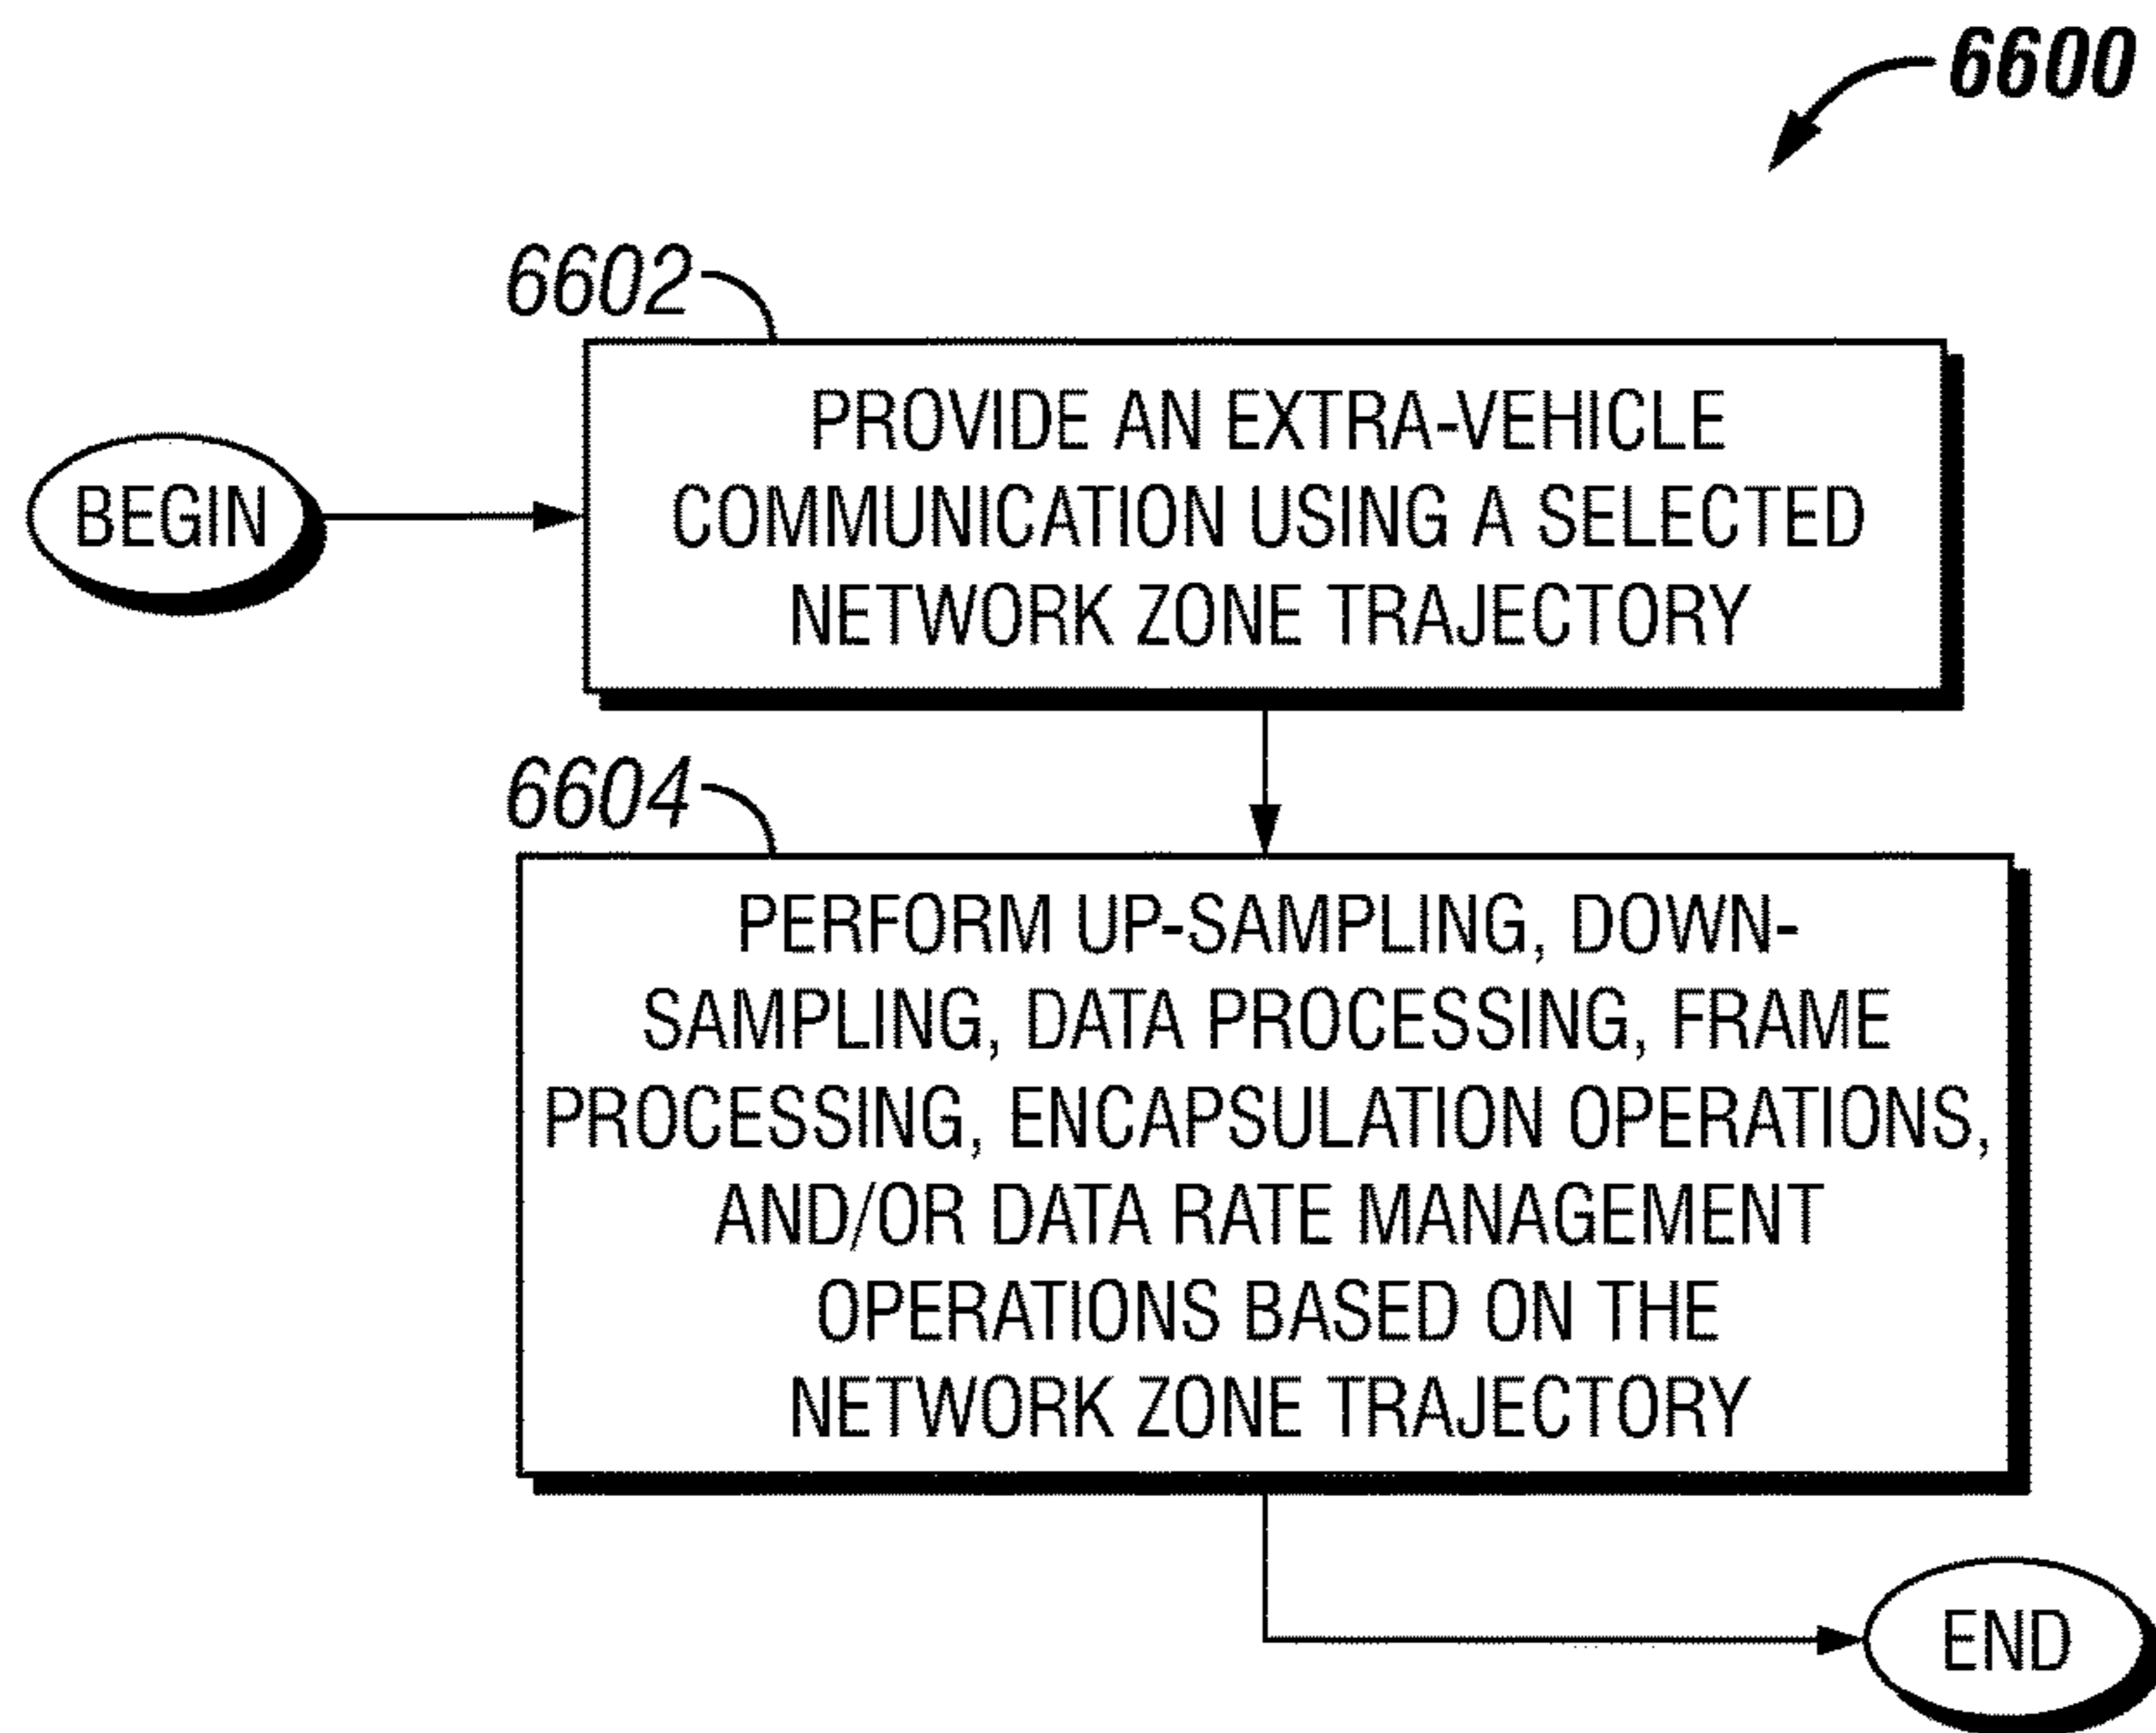 6600
6602
PROVIDE AN EXTRA-VEHICLE
COMMUNICATION USING A SELECTED
NETWORK ZONE TRAJECTORY
BEGIN
6604
PERFORM UP-SAMPLING, DOWN-
SAMPLING, DATA PROCESSING, FRAME
PROCESSING, ENCAPSULATION OPERATIONS,
AND/OR DATA RATE MANAGEMENT
OPERATIONS BASED ON THE
NETWORK ZONE TRAJECTORY
END